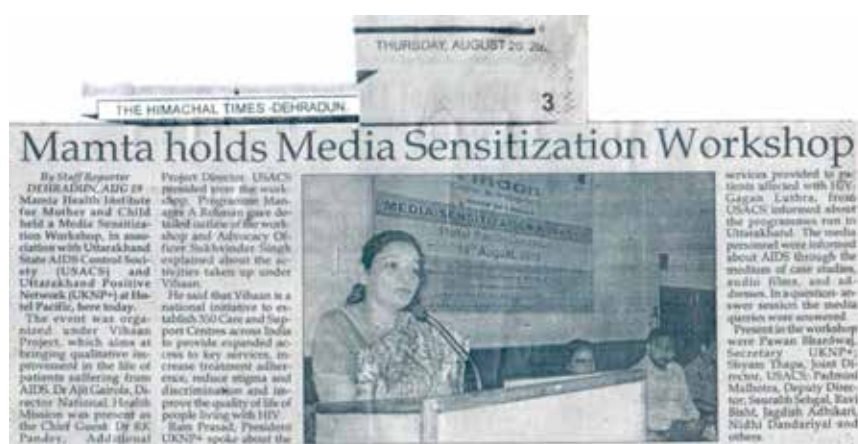 THURSDAY, AUGUST 20, 20
THE HIMACHAL TIMES -DEHRADUN.
3
Mamta holds Media Sensitization Workshop
By Staff Reporter
DEHRADUN, AUG 19
Mamta Health Institute
for Mother and Child
held a Media Sensitiza-
tion Workshop, in asso-
ciation with Uttarakhand
State AIDS Control Soci-
ety (USACS) and
Uttarakhand Positive
Network (UKNP+) at Ho-
tel Pacific, here today.
The event was orga-
nized under Vihaan
Project, which aims at
bringing qualitative im-
provement in the life of
patients suffering from
AIDS. Dr Ajit Gairola, Di-
rector National Health
Mission was present as
the Chief Guest. Dr RK
Pandey, Additional
Project Director, USACS
presided over the work-
shop. Programme Man-
ager A Rehman gave de-
tailed outline of the work-
shop and Advocacy Of-
ficer Sukhvinder Singh
explained about the ac-
tivities taken up under
Vihaan.
He said that Vihaan is a
national initiative to es-
tablish 350 Care and Sup-
port Centres across India
to provide expanded ac-
cess to key services, in-
crease treatment adher-
ence, reduce stigma and
discrimination and im-
prove the quality of life of
people living with HIV.
Ram Prasad, President
UKNP+ spoke about the
MEDIA SENSITIZATION
August,
services provided to pa-
tients affected with HIV.
Gagan Luthra, from
USACS informed about
the programmes run in
Uttarakhand. The media
personnel were informed
about AIDS through the
medium of case studies,
audio films, and ad-
dresses. In a question- an-
swer session the media
queries were answered.
Present in the workshop
were Pawan Bhardwaj,
Secretary UKNP+,
Shyam Thapa, Joint Di-
rector, USACS, Padmini
Malhotra, Deputy Direc-
tor, Saurabh Sehgal, Ravi
Bisht, Jagdish Adhikari,
Nidhi Dandariyal and
others.